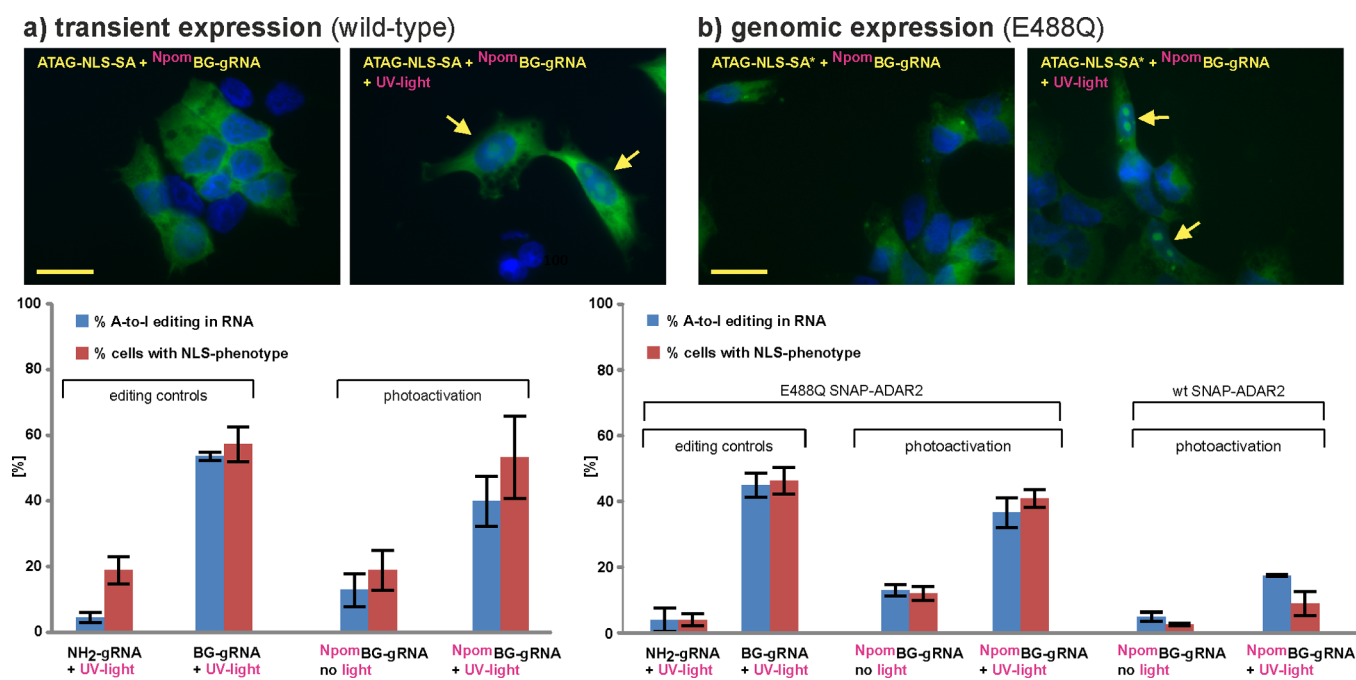 a) transient expression (wild-type)
ATAG-NLS-SA + NpomBG-gRNA
ATAG-NLS-SA + NpomBG-gRNA
+ UV-light
100
100
80
60
40
20
0
[%]
% A-to-I editing in RNA
% cells with NLS-phenotype
editing controls
photoactivation
NH2-gRNA
+ UV-light
BG-gRNA
+ UV-light
NpomBG-gRNA
no light
NpomBG-gRNA
+ UV-light
b) genomic expression (E488Q)
ATAG-NLS-SA* + NpomBG-gRNA
ATAG-NLS-SA* + NpomBG-gRNA
+ UV-light
100
80
60
40
20
0
[%]
% A-to-I editing in RNA
% cells with NLS-phenotype
E488Q SNAP-ADAR2
wt SNAP-ADAR2
editing controls
photoactivation
photoactivation
NH2-gRNA
+ UV-light
BG-gRNA
+ UV-light
NpomBG-gRNA
no light
NpomBG-gRNA
+ UV-light
NpomBG-gRNA
no light
NpomBG-gRNA
+ UV-light